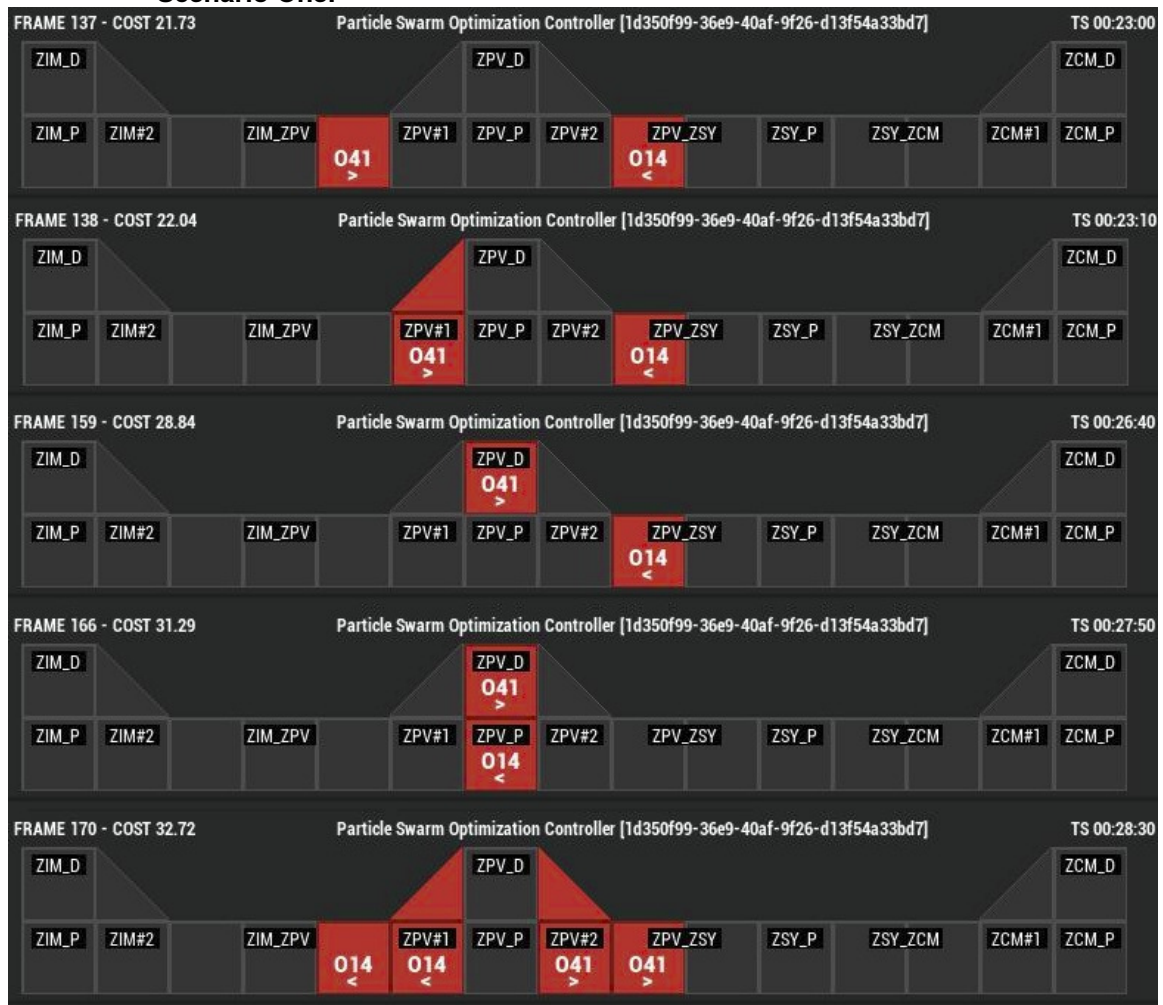 FRAME 137 - COST 21.73 Particle Swarm Optimization Controller [1d350f99-36e9-40af-9f26-d13f54a33bd7] TS 00:23:00
ZIM_D ZPV_D ZCM_D
ZIM_P ZIM#2 ZIM_ZPV ZPV#1 ZPV_P ZPV#2 ZPV_ZSY ZSY_P ZSY_ZCM ZCM#1 ZCM_P
041 014
> <
FRAME 138 - COST 22.04 Particle Swarm Optimization Controller [1d350f99-36e9-40af-9f26-d13f54a33bd7] TS 00:23:10
ZIM_D ZPV_D ZCM_D
ZIM_P ZIM#2 ZIM_ZPV ZPV#1 ZPV_P ZPV#2 ZPV_ZSY ZSY_P ZSY_ZCM ZCM#1 ZCM_P
041 014
> <
FRAME 159 - COST 28.84 Particle Swarm Optimization Controller [1d350f99-36e9-40af-9f26-d13f54a33bd7] TS 00:26:40
ZIM_D ZPV_D ZCM_D
041
>
ZIM_P ZIM#2 ZIM_ZPV ZPV#1 ZPV_P ZPV#2 ZPV_ZSY ZSY_P ZSY_ZCM ZCM#1 ZCM_P
014
<
FRAME 166 - COST 31.29 Particle Swarm Optimization Controller [1d350f99-36e9-40af-9f26-d13f54a33bd7] TS 00:27:50
ZIM_D ZPV_D ZCM_D
041
>
ZIM_P ZIM#2 ZIM_ZPV ZPV#1 ZPV_P ZPV#2 ZPV_ZSY ZSY_P ZSY_ZCM ZCM#1 ZCM_P
014
<
FRAME 170 - COST 32.72 Particle Swarm Optimization Controller [1d350f99-36e9-40af-9f26-d13f54a33bd7] TS 00:28:30
ZIM_D ZPV_D ZCM_D
ZIM_P ZIM#2 ZIM_ZPV ZPV#1 ZPV_P ZPV#2 ZPV_ZSY ZSY_P ZSY_ZCM ZCM#1 ZCM_P
014 014 041 041
< < > >